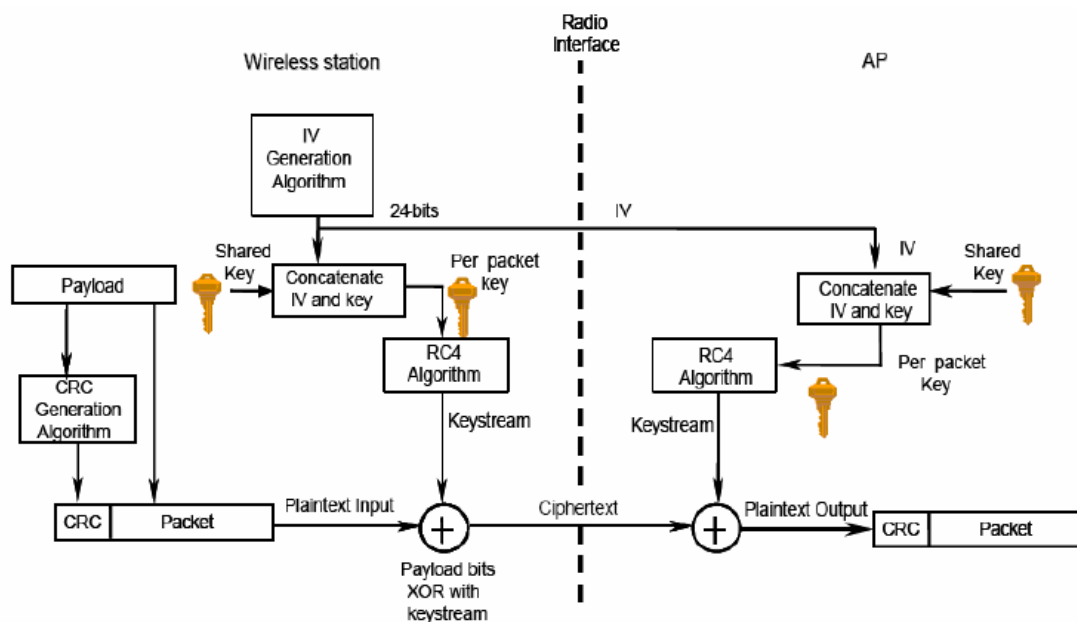 Radio
Interface
Wireless station
AP
IV
Generation
Algorithm
24-bits
IV
Shared
Key
Concatenate
IV and key
Per packet
key
IV
Shared
Key
Concatenate
IV and key
Payload
RC4
Algorithm
RC4
Algorithm
Per packet
Key
CRC
Generation
Algorithm
Keystream
Keystream
CRC
Packet
Plaintext Input
+
Ciphertext
+
Plaintext Output
CRC
Packet
Payload bits
XOR with
keystream